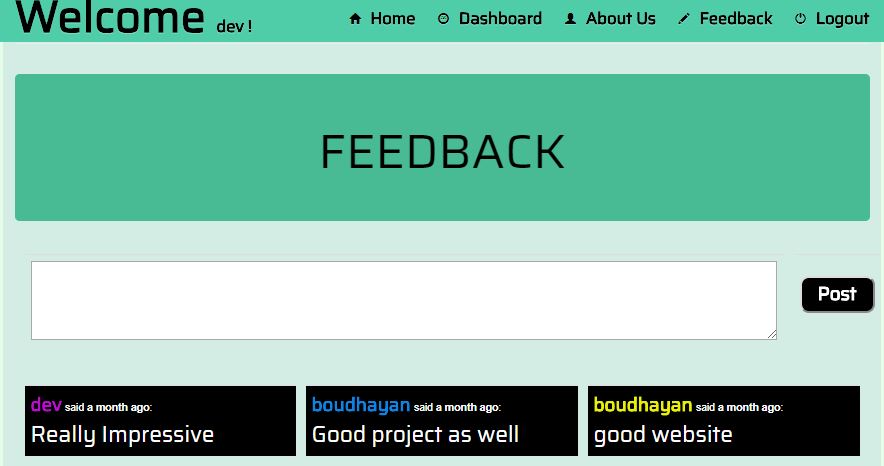 Welcome dev !
Home Dashboard About Us Feedback Logout
FEEDBACK
Post
dev said a month ago:
Really Impressive
boudhayan said a month ago:
Good project as well
boudhayan said a month ago:
good website